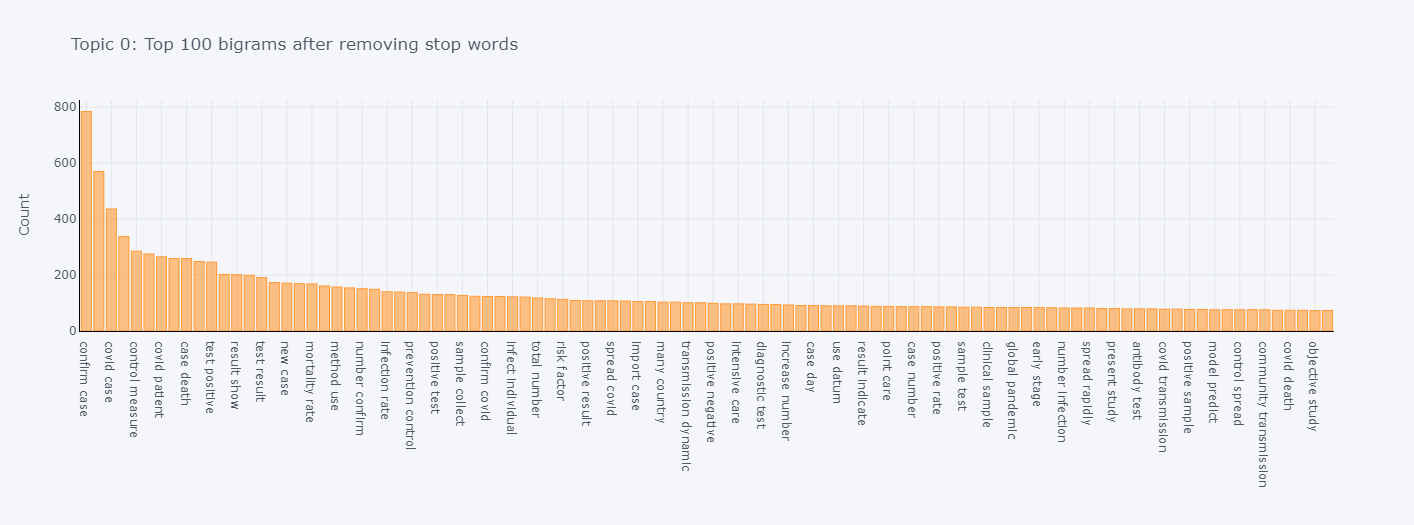 Topic 0: Top 100 bigrams after removing stop words
Count
800
600
400
200
0
confirm case
covid case
control measure
covid patient
case death
test positive
result show
test result
new case
mortality rate
method use
number confirm
infection rate
prevention control
positive test
sample collect
confirm covid
infect individual
total number
risk factor
positive result
spread covid
import case
many country
transmission dynamic
positive negative
intensive care
diagnostic test
increase number
case day
use datum
result indicate
point care
case number
positive rate
sample test
clinical sample
global pandemic
early stage
number infection
spread rapidly
present study
antibody test
covid transmission
positive sample
model predict
control spread
community transmission
covid death
objective study